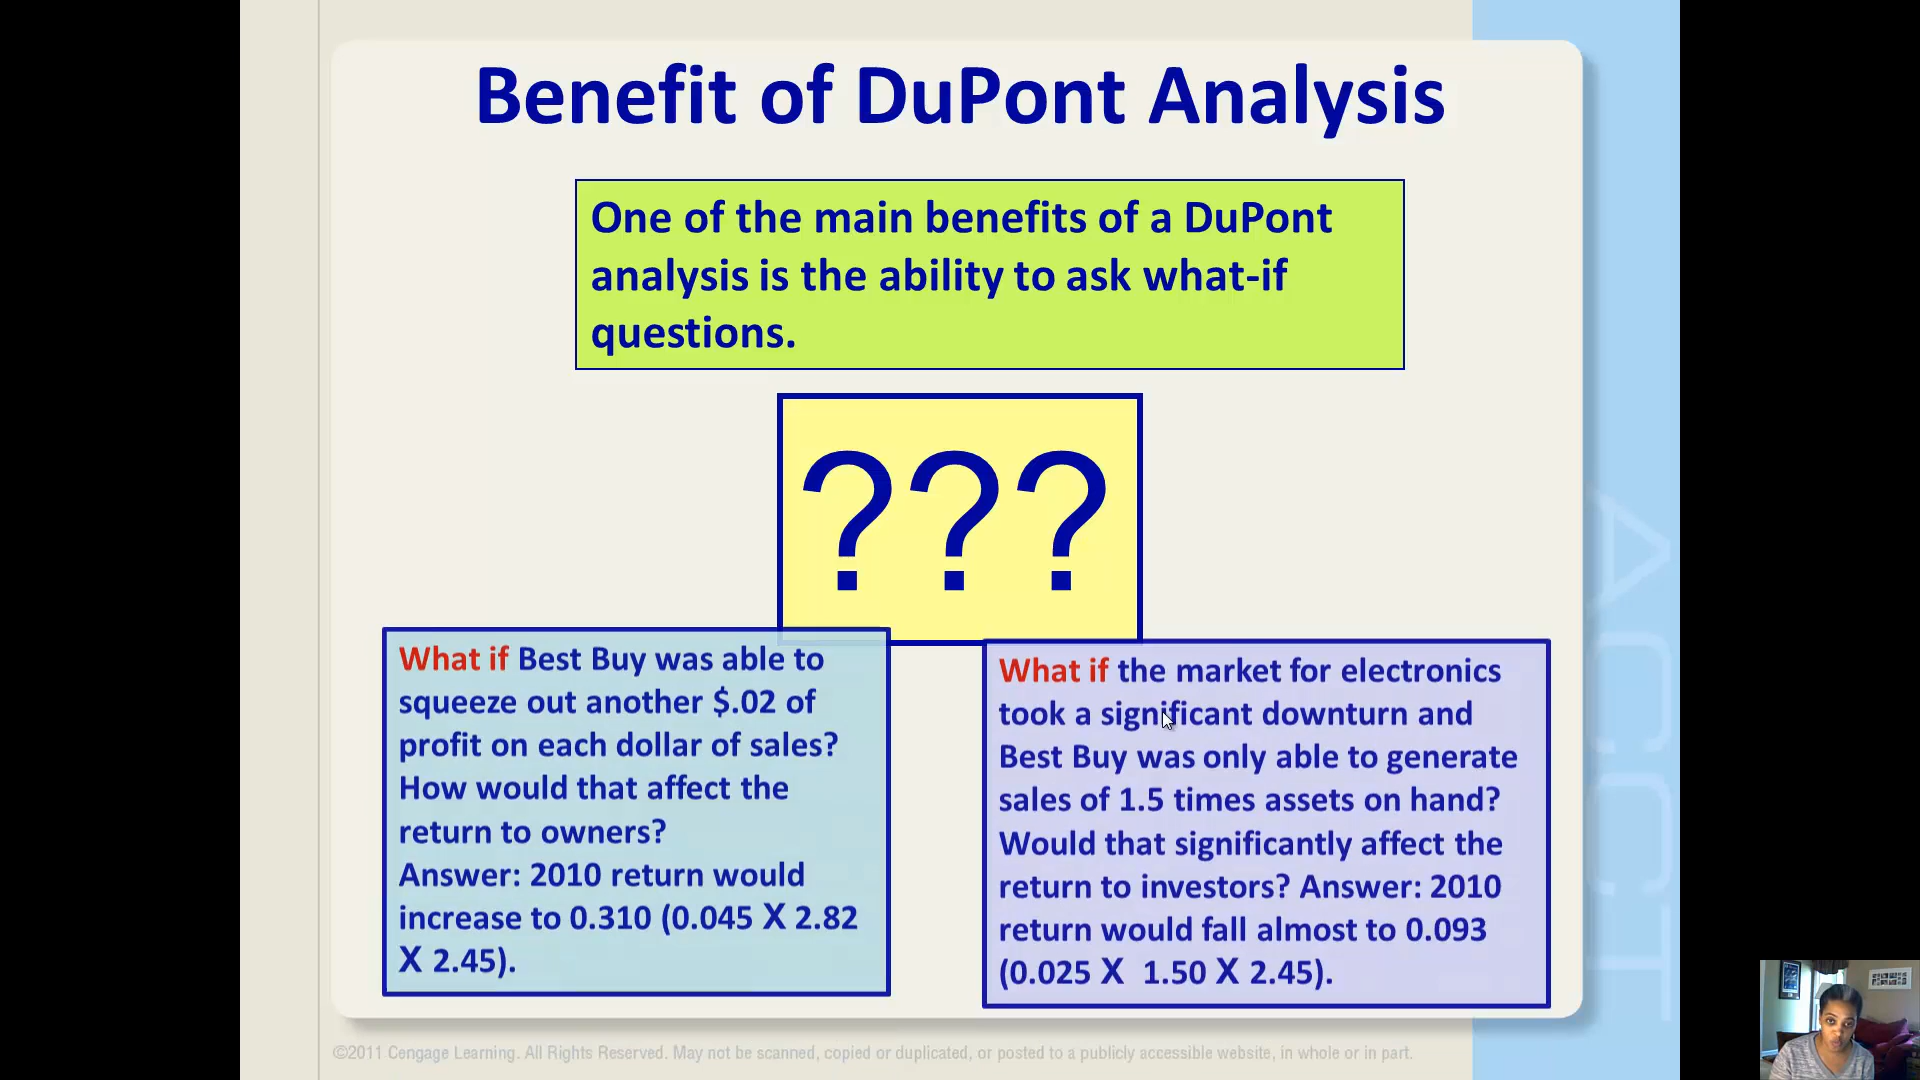 Benefit of DuPont Analysis
One of the main benefits of a DuPont
analysis is the ability to ask what-if
questions.
???
What if Best Buy was able to
squeeze out another $.02 of
profit on each dollar of sales?
How would that affect the
return to owners?
Answer: 2010 return would
increase to 0.310 (0.045 X 2.82
X 2.45).
What if the market for electronics
took a significant downturn and
Best Buy was only able to generate
sales of 1.5 times assets on hand?
Would that significantly affect the
return to investors? Answer: 2010
return would fall almost to 0.093
(0.025 X 1.50 X 2.45).
ACCT
©2011 Cengage Learning. All Rights Reserved. May not be scanned, copied or duplicated, or posted to a publicly accessible website, in whole or in part.